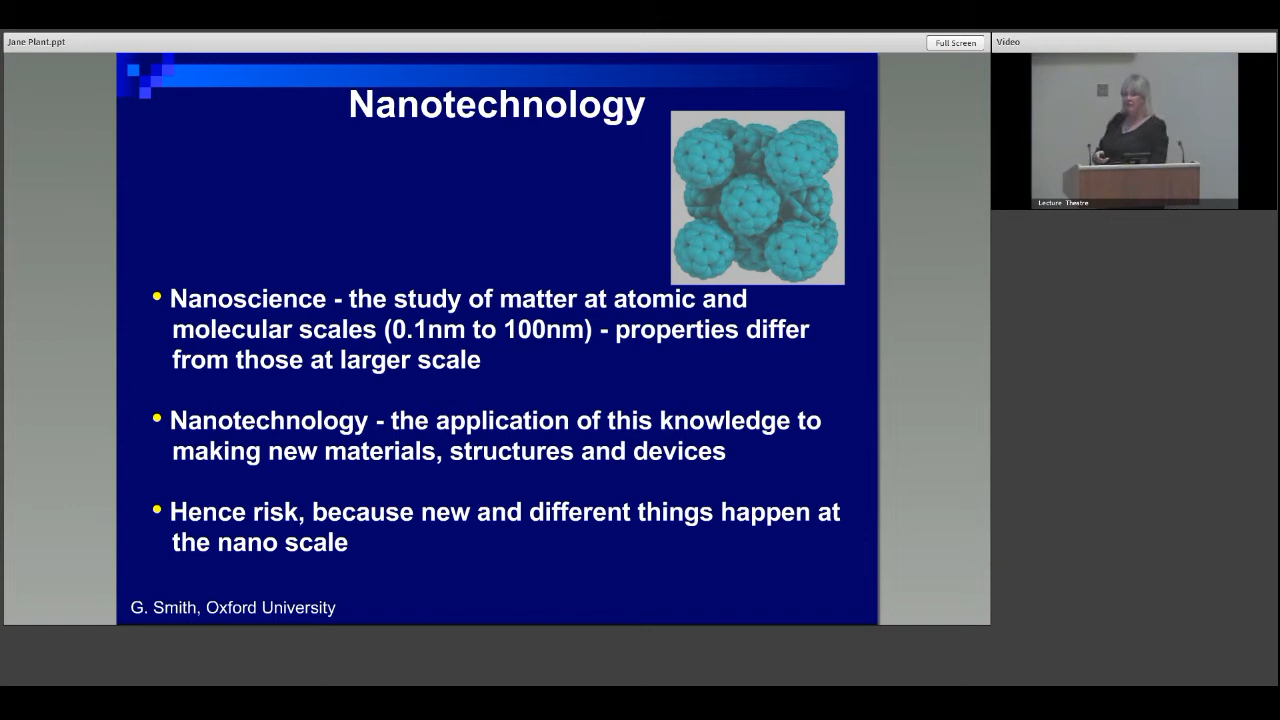 Jane Plant.ppt
Full Screen
Video
Nanotechnology
Lecture Theatre
• Nanoscience - the study of matter at atomic and
molecular scales (0.1nm to 100nm) - properties differ
from those at larger scale
• Nanotechnology - the application of this knowledge to
making new materials, structures and devices
• Hence risk, because new and different things happen at
the nano scale
G. Smith, Oxford University